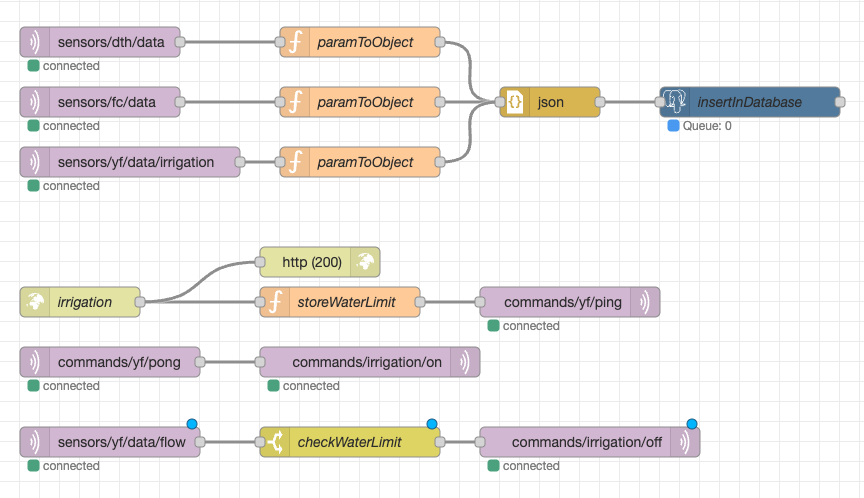 sensors/dth/data
paramToObject
connected
sensors/fc/data
paramToObject
json
insertInDatabase
connected
Queue: 0
sensors/yf/data/irrigation
paramToObject
connected
http (200)
irrigation
storeWaterLimit
commands/yf/ping
connected
commands/yf/pong
commands/irrigation/on
connected
connected
sensors/yf/data/flow
checkWaterLimit
commands/irrigation/off
connected
connected